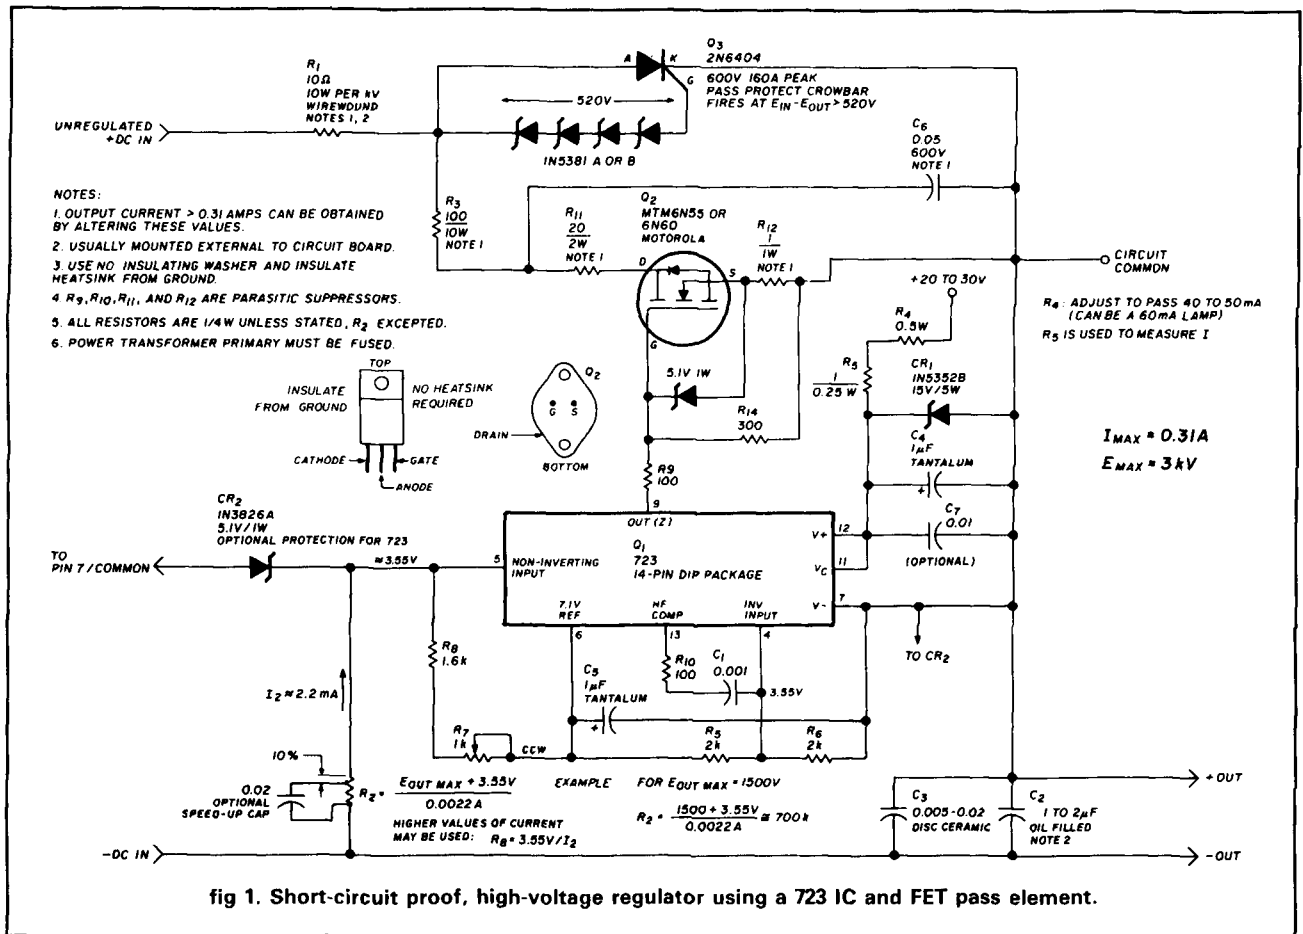 R1
10Ω
10W PER kV
WIREWOUND
NOTES 1, 2
UNREGULATED
+DC IN
A
K
G
Q3
2N6404
600V 160A PEAK
PASS PROTECT CROWBAR
FIRES AT EIN-EOUT > 520V
520V
1N5381 A OR B
C6
0.05
600V
NOTE 1
NOTES:
1. OUTPUT CURRENT > 0.31 AMPS CAN BE OBTAINED
BY ALTERING THESE VALUES.
2. USUALLY MOUNTED EXTERNAL TO CIRCUIT BOARD.
3. USE NO INSULATING WASHER AND INSULATE
HEATSINK FROM GROUND.
4 R9, R10, R11, AND R12 ARE PARASITIC SUPPRESSORS.
5. ALL RESISTORS ARE 1/4W UNLESS STATED, R2 EXCEPTED.
6. POWER TRANSFORMER PRIMARY MUST BE FUSED.
R3
100
10W
NOTE 1
R11
20
2W
NOTE 1
Q2
MTM6N55 OR
6N60
MOTOROLA
D
S
G
R12
1
1W
NOTE 1
CIRCUIT
COMMON
+20 TO 30V
R4
0.5W
R4: ADJUST TO PASS 40 TO 50mA
(CAN BE A 60mA LAMP)
R5 IS USED TO MEASURE I
R5
1
0.25 W
CR1
1N5352B
15V/5W
TOP
INSULATE
FROM GROUND
NO HEATSINK
REQUIRED
CATHODE
GATE
ANODE
Q2
G S
DRAIN
BOTTOM
5.1V 1W
R14
300
R9
100
C4
1µF
TANTALUM
+
IMAX = 0.31A
EMAX = 3kV
C7
0.01
(OPTIONAL)
CR2
1N3826A
5.1V/1W
OPTIONAL PROTECTION FOR 723
TO
PIN 7/COMMON
≈3.55V
9
OUT (Z)
5
NON-INVERTING
INPUT
Q1
723
14-PIN DIP PACKAGE
V+
12
VC
11
V-
7
7.1V
REF
6
HF
COMP
13
INV
INPUT
4
TO CR2
R8
1.6k
C5
1µF
TANTALUM
+
R10
100
C1
0.001
3.55V
I2 ≈ 2.2mA
R7
1k
CCW
R5
2k
R6
2k
10%
0.02
OPTIONAL
SPEED-UP CAP
R2 = EOUT MAX + 3.55V
0.0022A
HIGHER VALUES OF CURRENT
MAY BE USED: R8 = 3.55V/I2
EXAMPLE FOR EOUT MAX = 1500V
R2 = 1500 + 3.55V ≅ 700k
0.0022A
C3
0.005-0.02
DISC CERAMIC
C2
1 TO 2µF
OIL FILLED
NOTE 2
+OUT
-DC IN
-OUT
fig 1. Short-circuit proof, high-voltage regulator using a 723 IC and FET pass element.